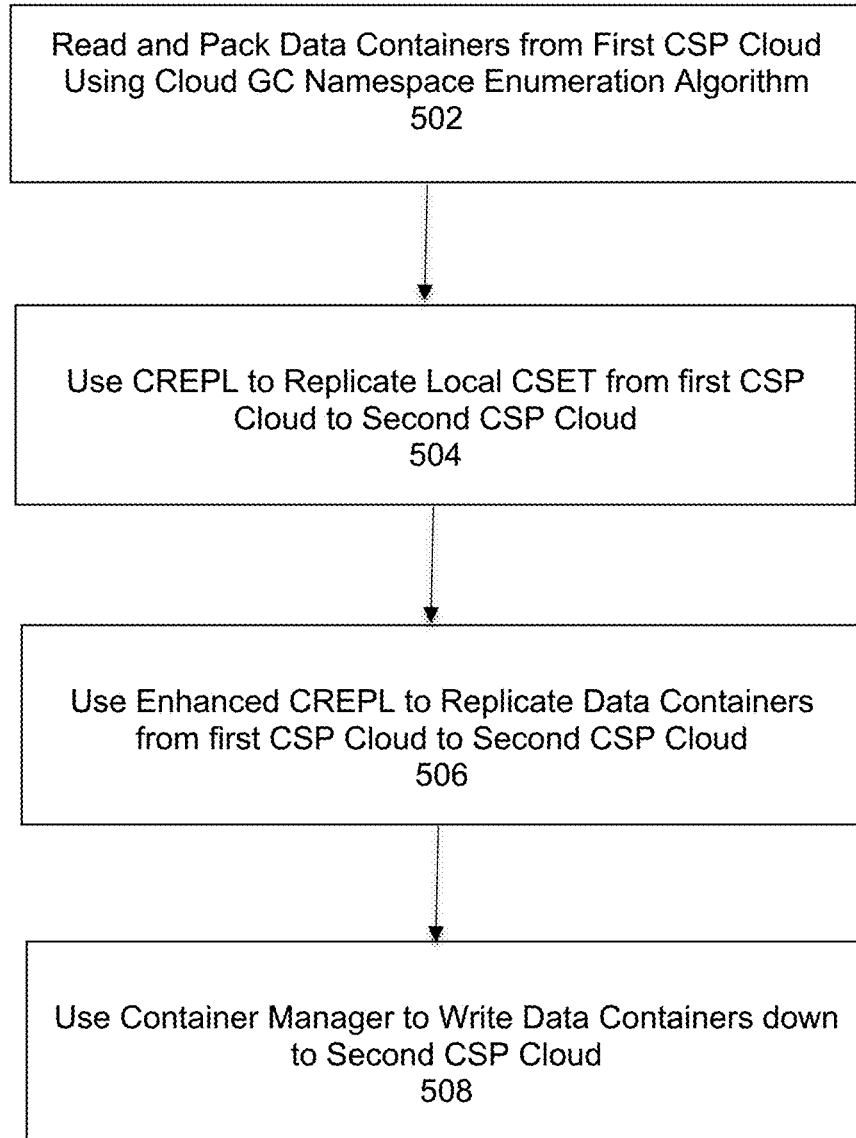 Read and Pack Data Containers from First CSP Cloud
Using Cloud GC Namespace Enumeration Algorithm
502
Use CREPL to Replicate Local CSET from first CSP
Cloud to Second CSP Cloud
504
Use Enhanced CREPL to Replicate Data Containers
from first CSP Cloud to Second CSP Cloud
506
Use Container Manager to Write Data Containers down
to Second CSP Cloud
508